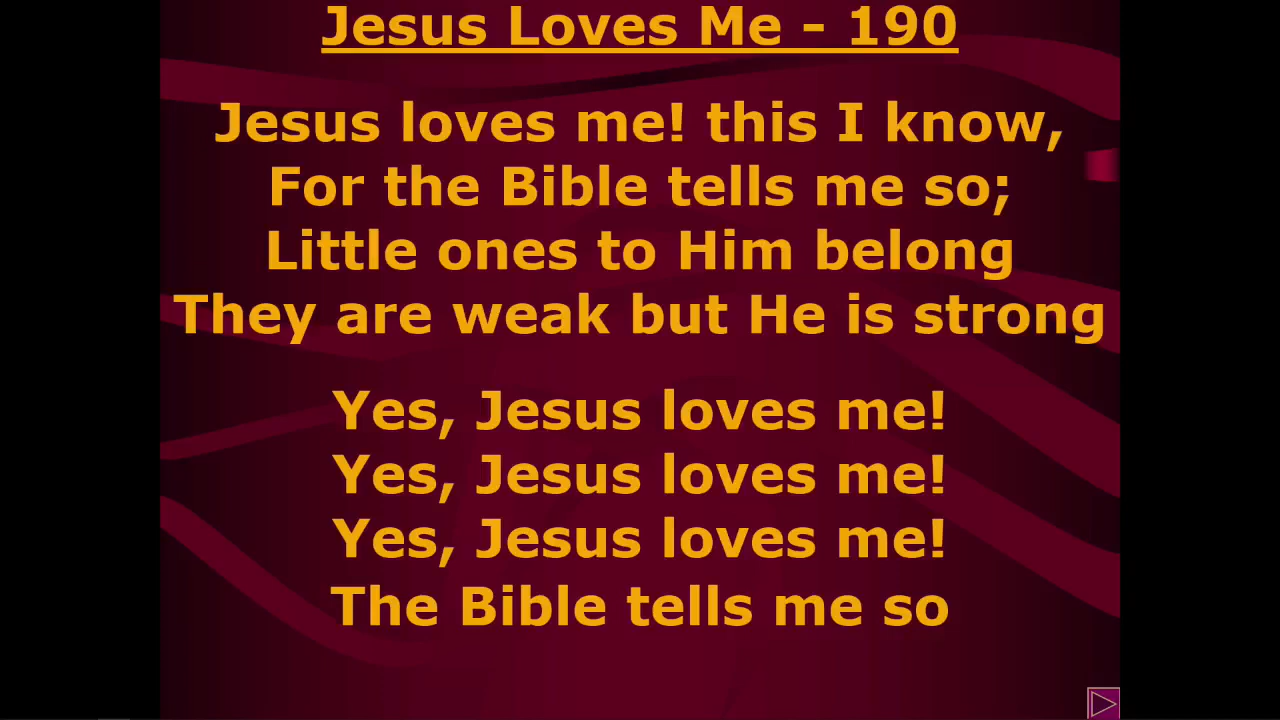 Jesus Loves Me - 190
Jesus loves me! this I know,
For the Bible tells me so;
Little ones to Him belong
They are weak but He is strong
Yes, Jesus loves me!
Yes, Jesus loves me!
Yes, Jesus loves me!
The Bible tells me so